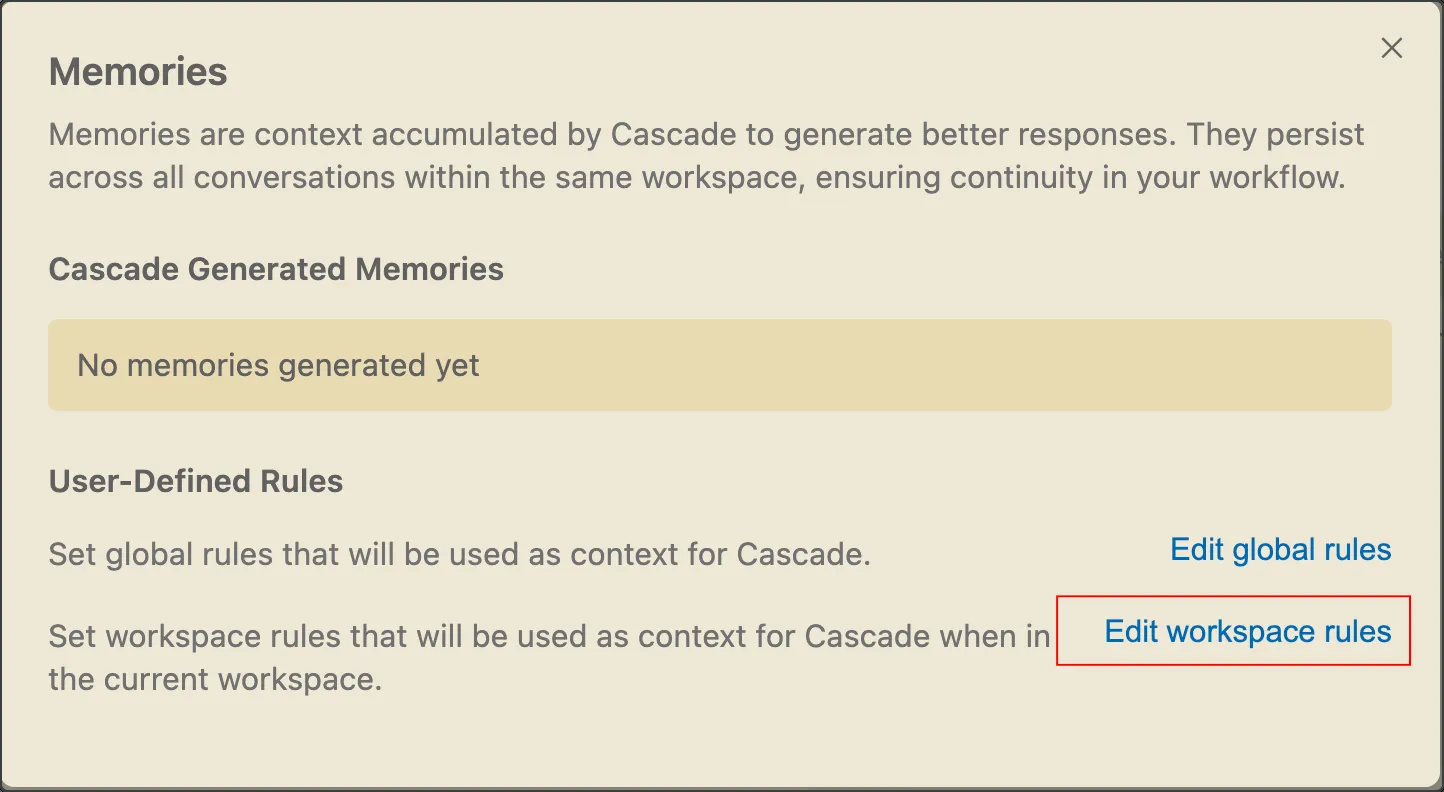 Memories
Memories are context accumulated by Cascade to generate better responses. They persist
across all conversations within the same workspace, ensuring continuity in your workflow.
Cascade Generated Memories
No memories generated yet
User-Defined Rules
Set global rules that will be used as context for Cascade.
Edit global rules
Set workspace rules that will be used as context for Cascade when in
the current workspace.
Edit workspace rules